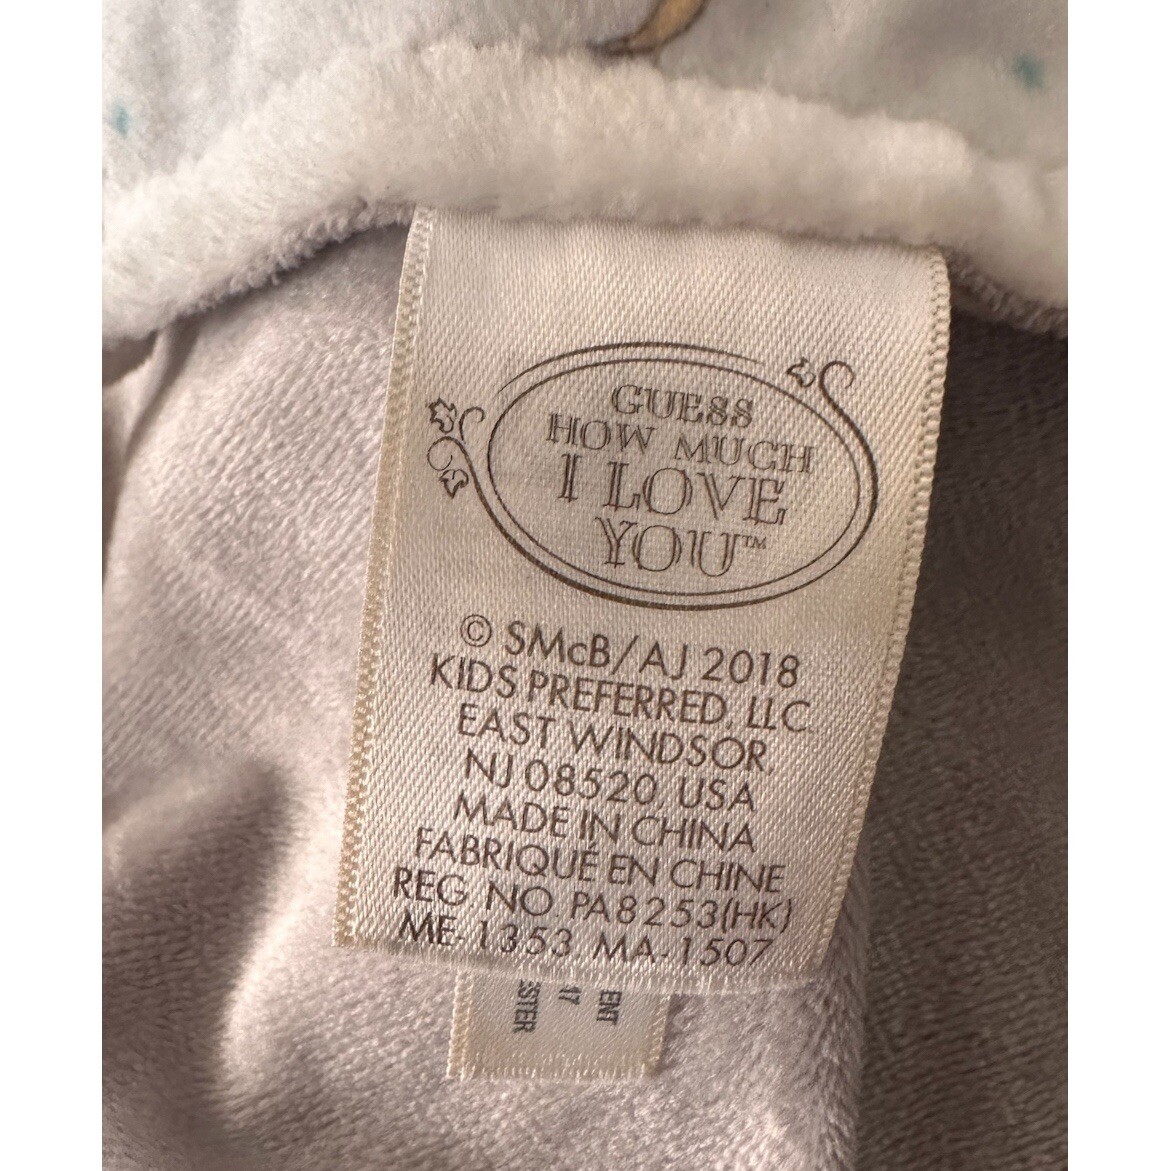 GUESS
HOW MUCH
I LOVE
YOU™
© SMcB/AJ 2018
KIDS PREFERRED, LLC
EAST WINDSOR,
NJ 08520, USA
MADE IN CHINA
FABRIQUÉ EN CHINE
REG NO. PA8253(HK)
ME-1353, MA-1507